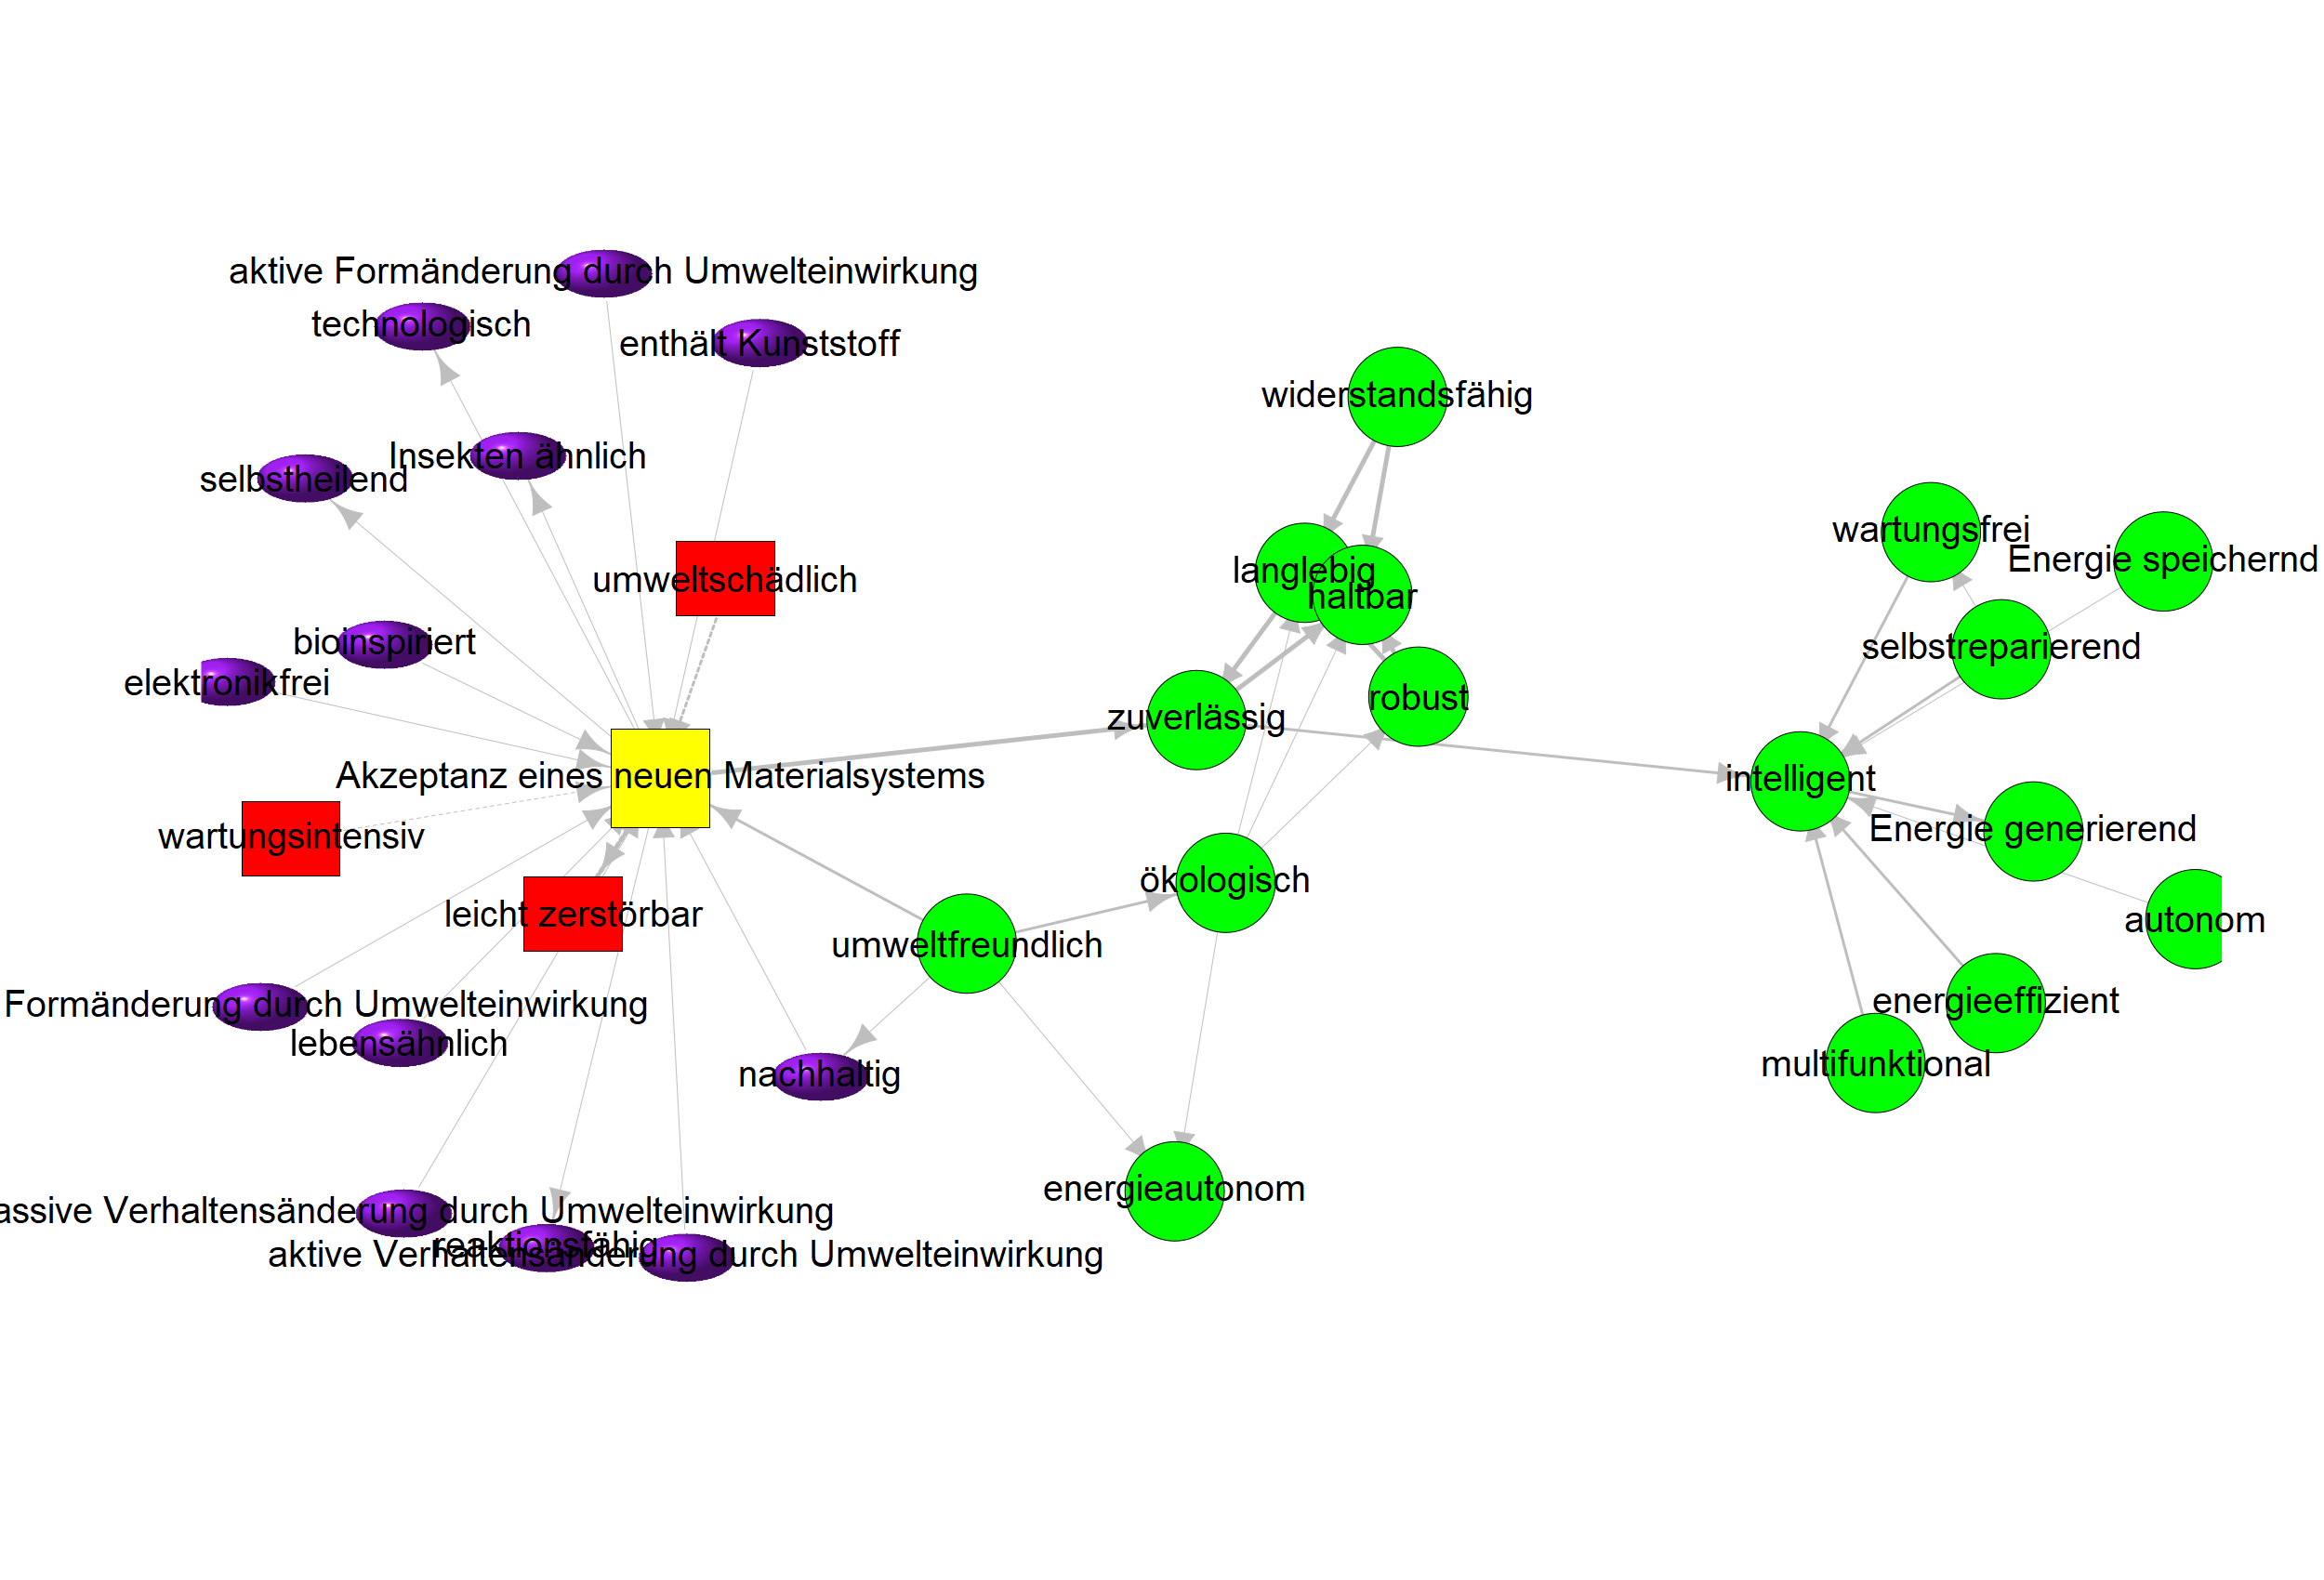 aktive Formänderung durch Umwelteinwirkung
technologisch
enthält Kunststoff
widerstandsfähig
Insekten ähnlich
selbstheilend
wartungsfrei
Energie speichernd
umweltschädlich
langlebig
haltbar
bioinspiriert
selbstreparierend
elektronikfrei
robust
zuverlässig
Akzeptanz eines neuen Materialsystems
intelligent
wartungsintensiv
Energie generierend
ökologisch
leicht zerstörbar
autonom
umweltfreundlich
Formänderung durch Umwelteinwirkung
energieeffizient
lebensähnlich
multifunktional
nachhaltig
energieautonom
assive Verhaltensänderung durch Umwelteinwirkung
reaktionsfähig
aktive Verhaltensänderung durch Umwelteinwirkung